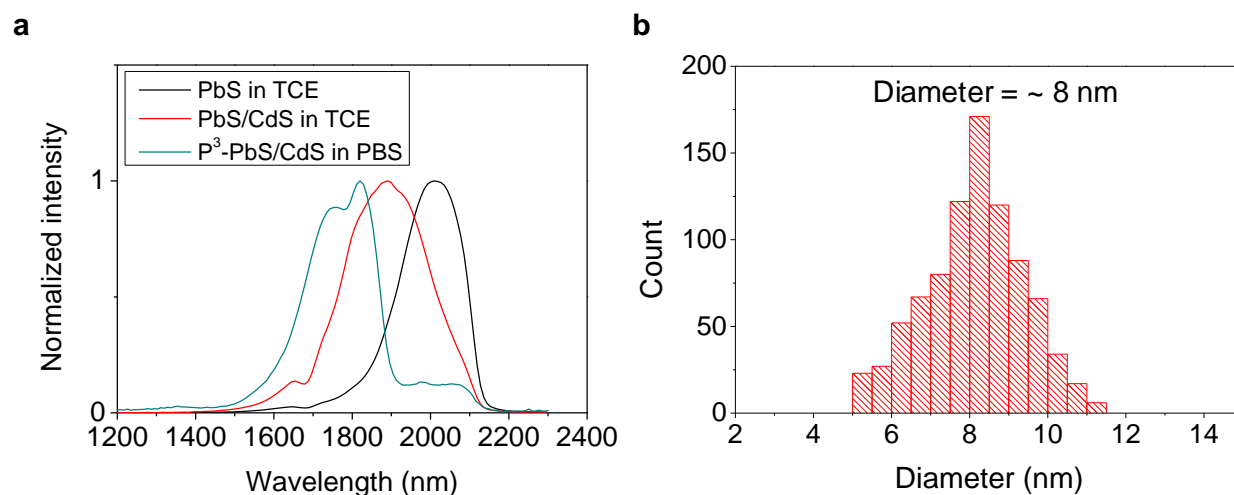 a
PbS in TCE
PbS/CdS in TCE
P³-PbS/CdS in PBS
Normalized intensity
1
0
1200 1400 1600 1800 2000 2200 2400
Wavelength (nm)
b
Diameter = ~ 8 nm
Count
200
150
100
50
0
2 4 6 8 10 12 14
Diameter (nm)